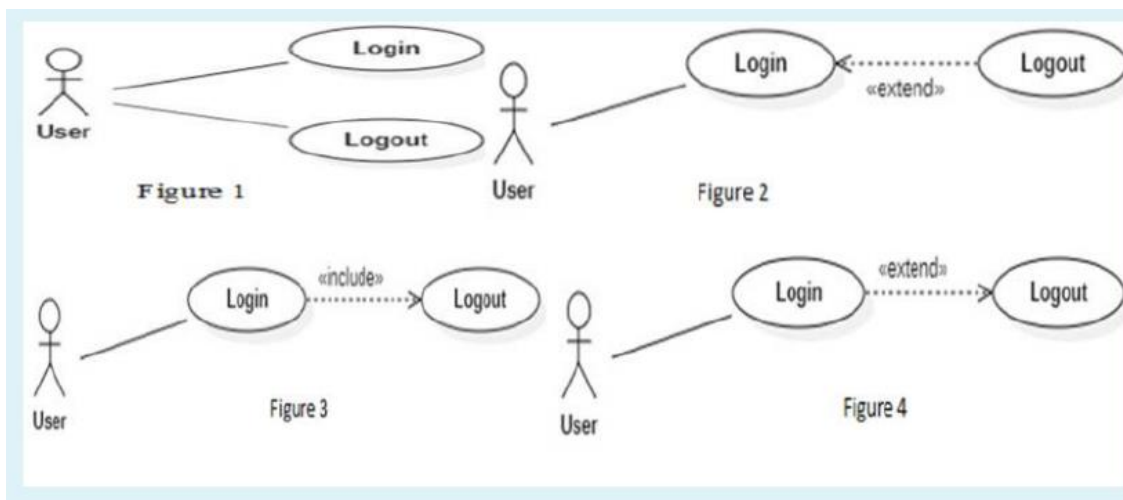 Login
User
Logout
Figure 1
Login
«extend»
Logout
User
Figure 2
Login
«include»
Logout
User
Figure 3
Login
«extend»
Logout
User
Figure 4